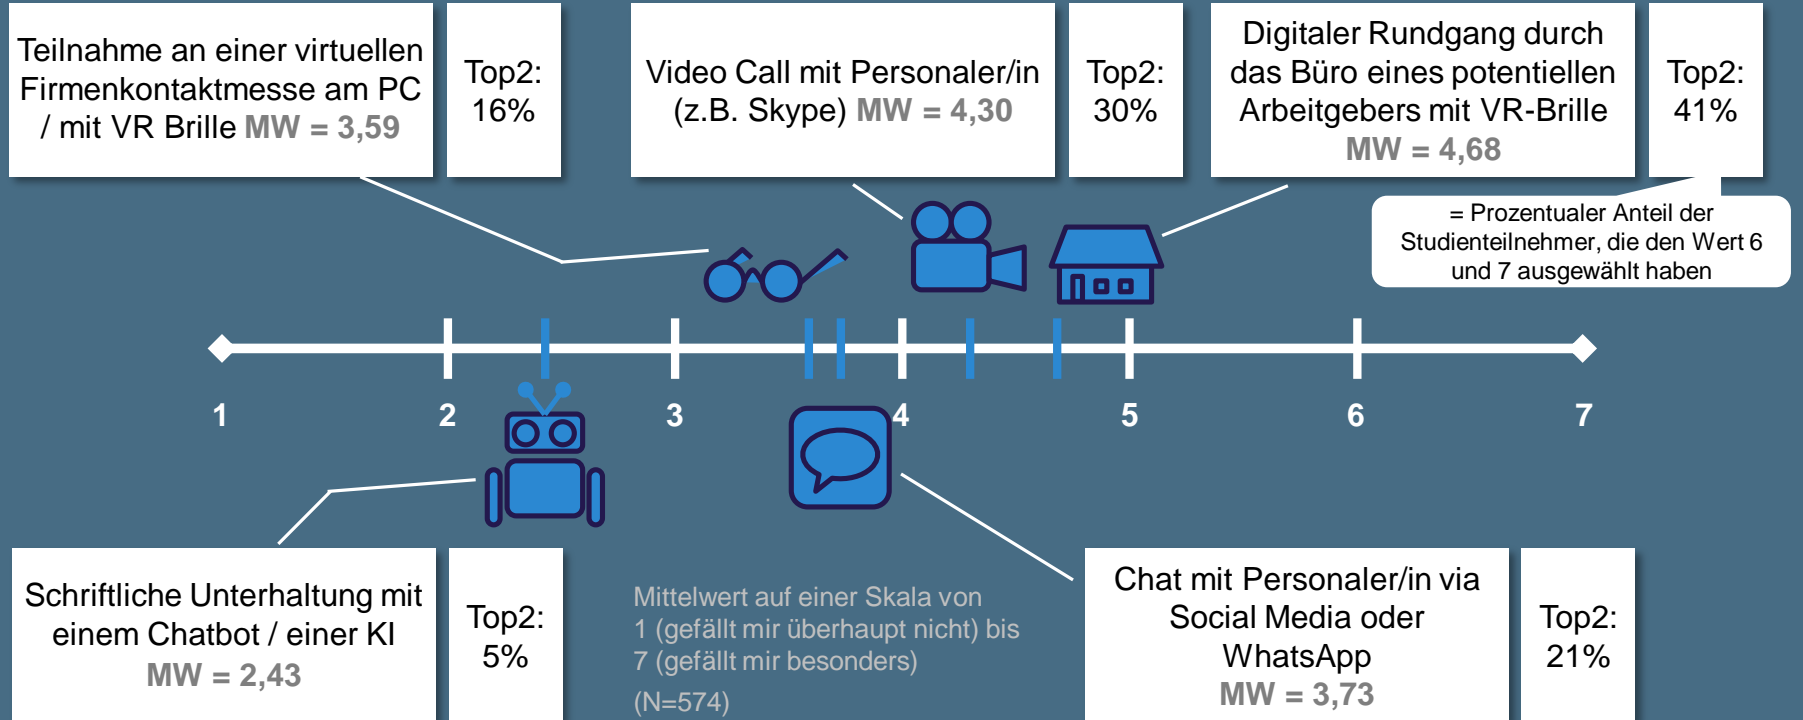 Teilnahme an einer virtuellen
Firmenkontaktmesse am PC
/ mit VR Brille MW = 3,59
Top2:
16%
Video Call mit Personaler/in
(z.B. Skype) MW = 4,30
Top2:
30%
Digitaler Rundgang durch
das Büro eines potentiellen
Arbeitgebers mit VR-Brille
MW = 4,68
Top2:
41%
= Prozentualer Anteil der
Studienteilnehmer, die den Wert 6
und 7 ausgewählt haben
1
2
3
4
5
6
7
Schriftliche Unterhaltung mit
einem Chatbot / einer KI
MW = 2,43
Top2:
5%
Mittelwert auf einer Skala von
1 (gefällt mir überhaupt nicht) bis
7 (gefällt mir besonders)
(N=574)
Chat mit Personaler/in via
Social Media oder
WhatsApp
MW = 3,73
Top2:
21%